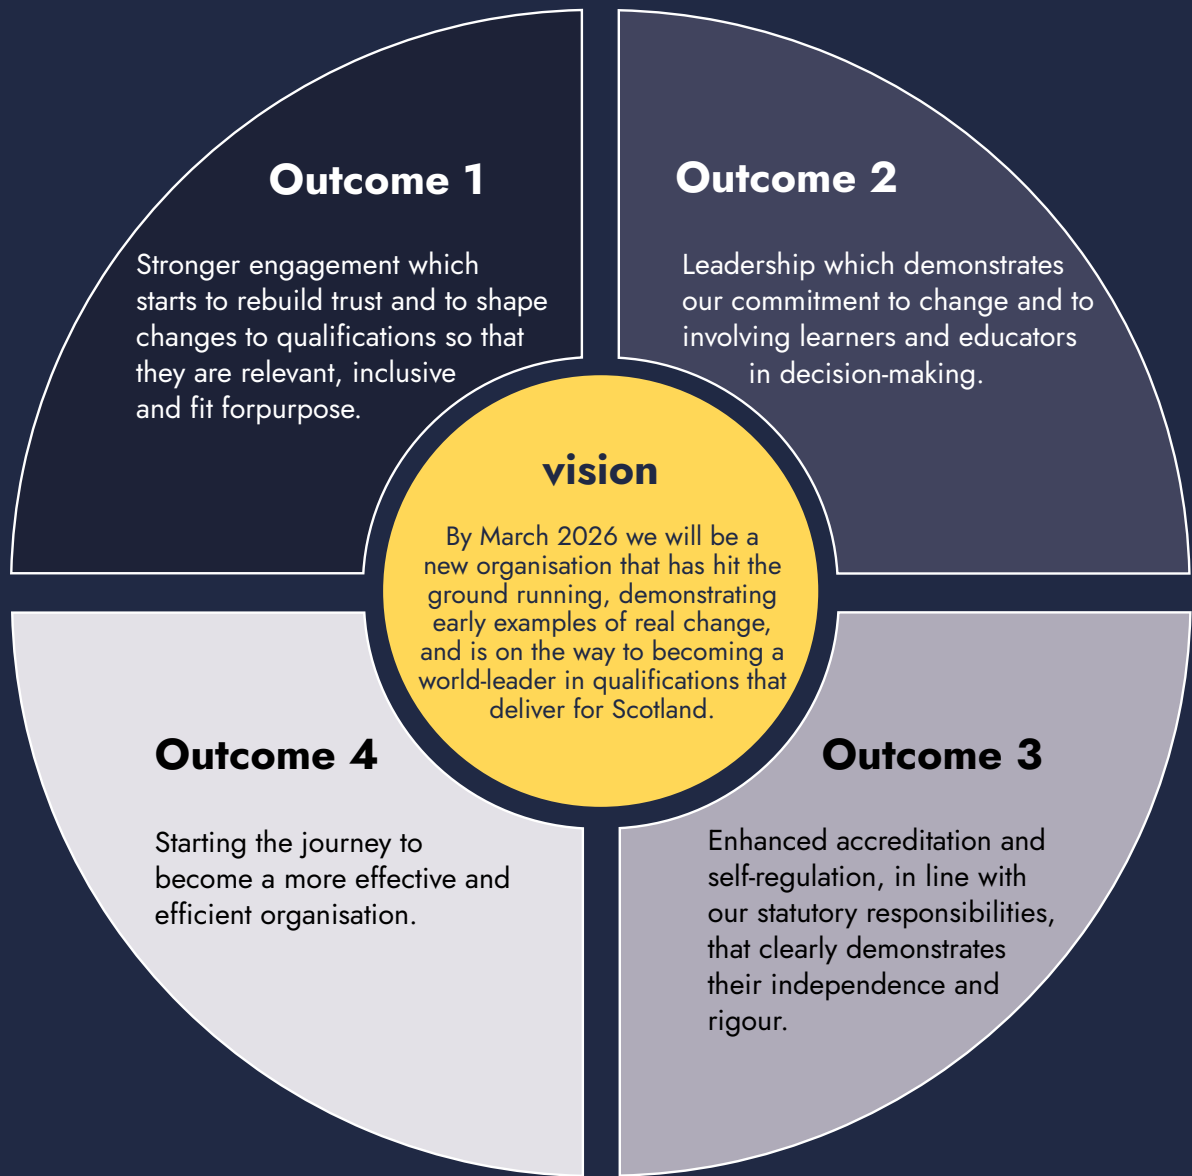 Outcome 1
Stronger engagement which
starts to rebuild trust and to shape
changes to qualifications so that
they are relevant, inclusive
and fit forpurpose.
Outcome 2
Leadership which demonstrates
our commitment to change and to
involving learners and educators
in decision-making.
vision
By March 2026 we will be a
new organisation that has hit the
ground running, demonstrating
early examples of real change,
and is on the way to becoming a
world-leader in qualifications that
deliver for Scotland.
Outcome 4
Starting the journey to
become a more effective and
efficient organisation.
Outcome 3
Enhanced accreditation and
self-regulation, in line with
our statutory responsibilities,
that clearly demonstrates
their independence and
rigour.